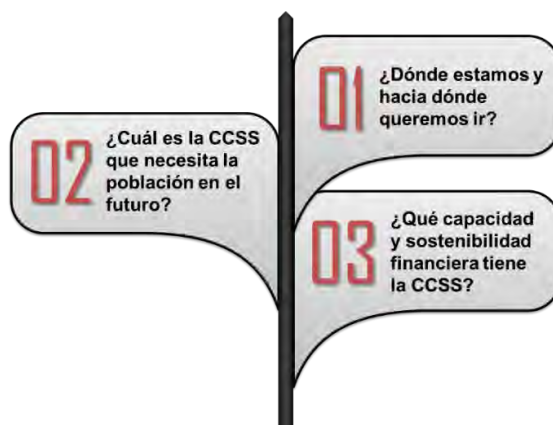 01
¿Dónde estamos y
hacia dónde
queremos ir?
02
¿Cuál es la CCSS
que necesita la
población en el
futuro?
03
¿Qué capacidad
y sostenibilidad
financiera tiene
la CCSS?